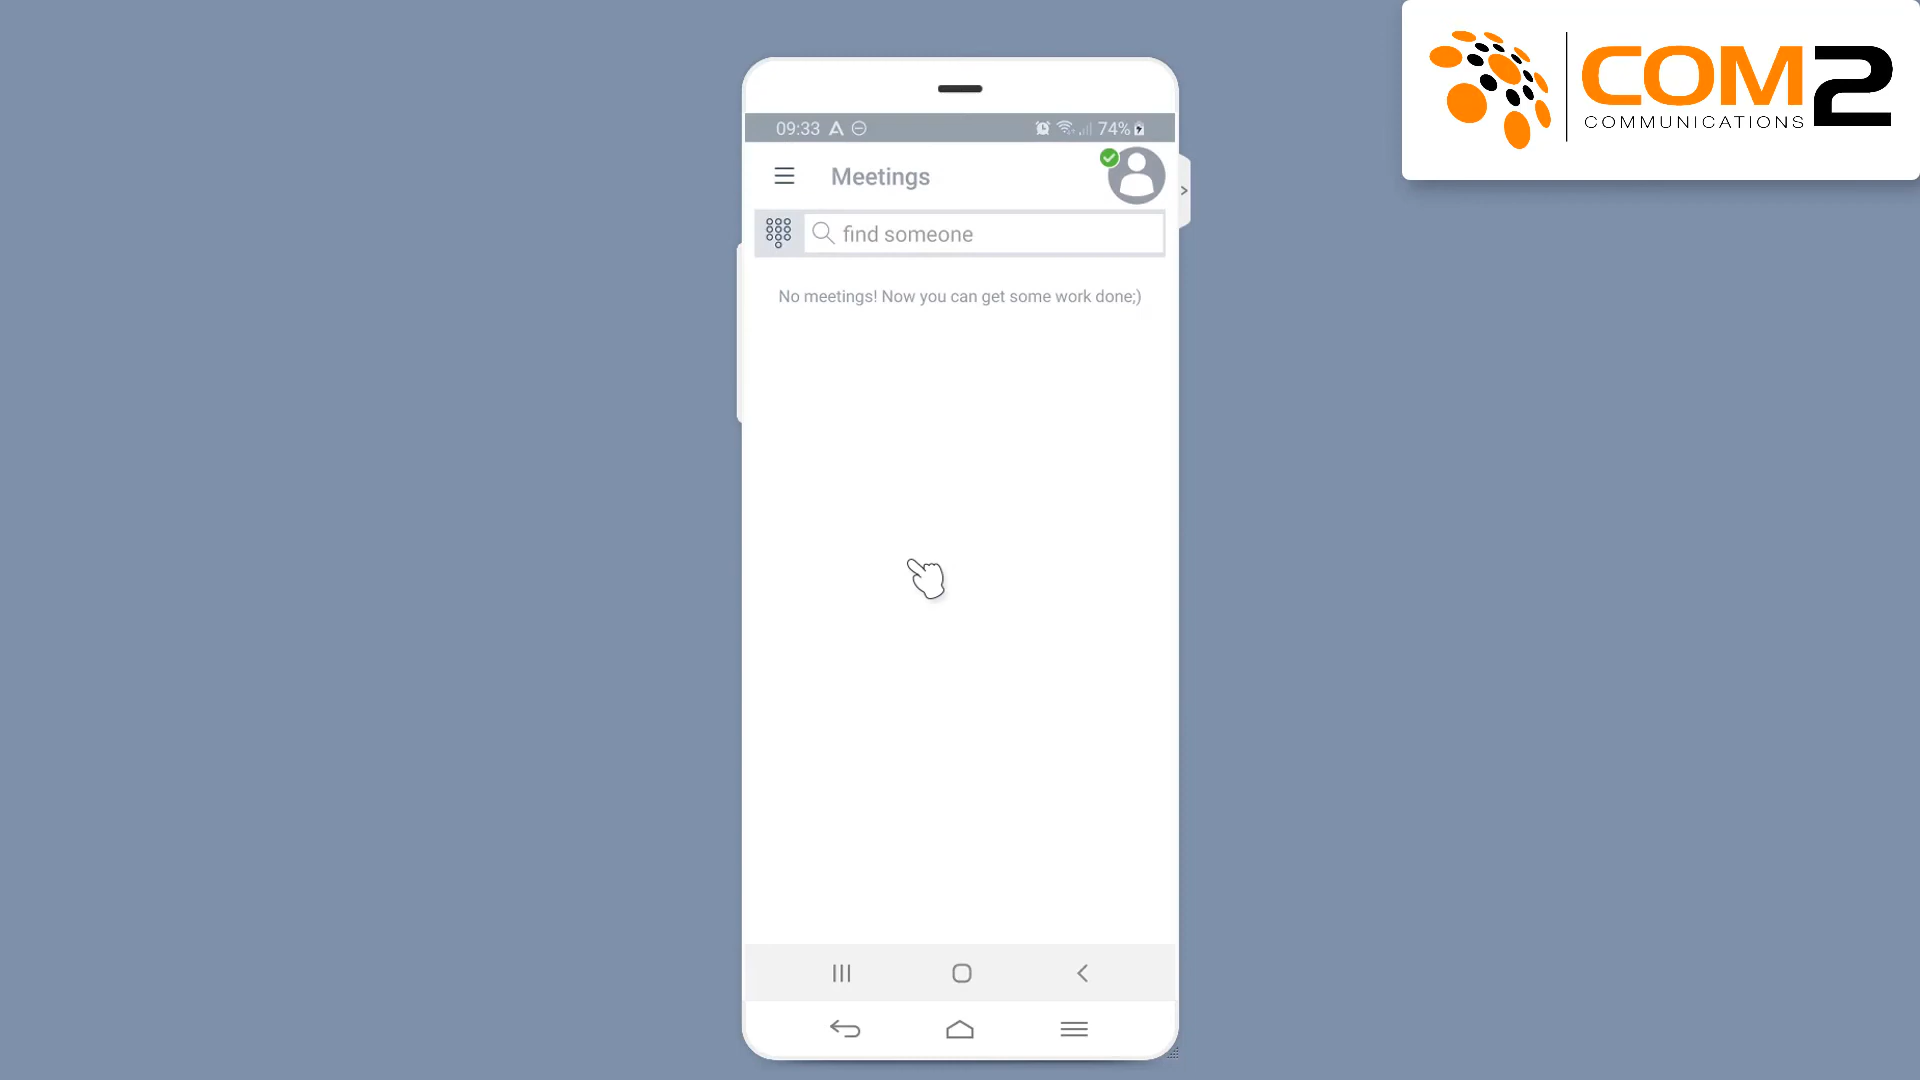 COM2
COMMUNICATIONS
09:33
74%
Meetings
find someone
No meetings! Now you can get some work done;)